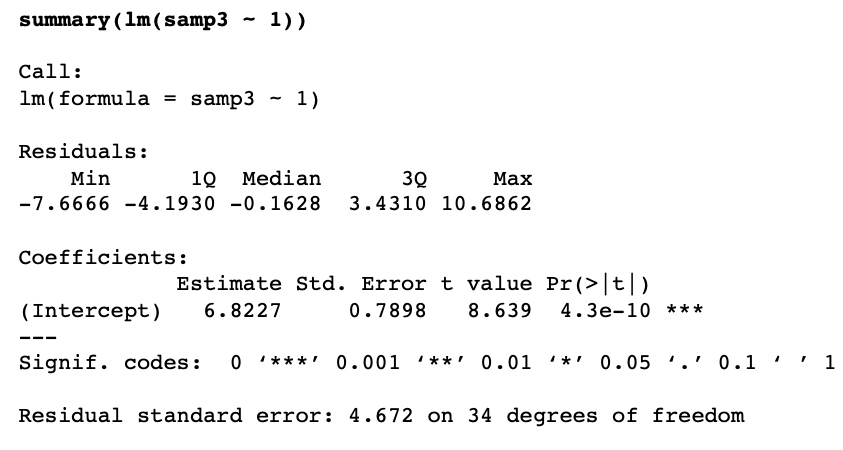 summary(lm(samp3 ~ 1))
Call:
lm(formula = samp3 ~ 1)
Residuals:
    Min      1Q  Median      3Q     Max
-7.6666 -4.1930 -0.1628  3.4310 10.6862
Coefficients:
            Estimate Std. Error t value Pr(>|t|)
(Intercept)   6.8227     0.7898   8.639  4.3e-10 ***
---
Signif. codes:  0 ‘***’ 0.001 ‘**’ 0.01 ‘*’ 0.05 ‘.’ 0.1 ‘ ’ 1
Residual standard error: 4.672 on 34 degrees of freedom